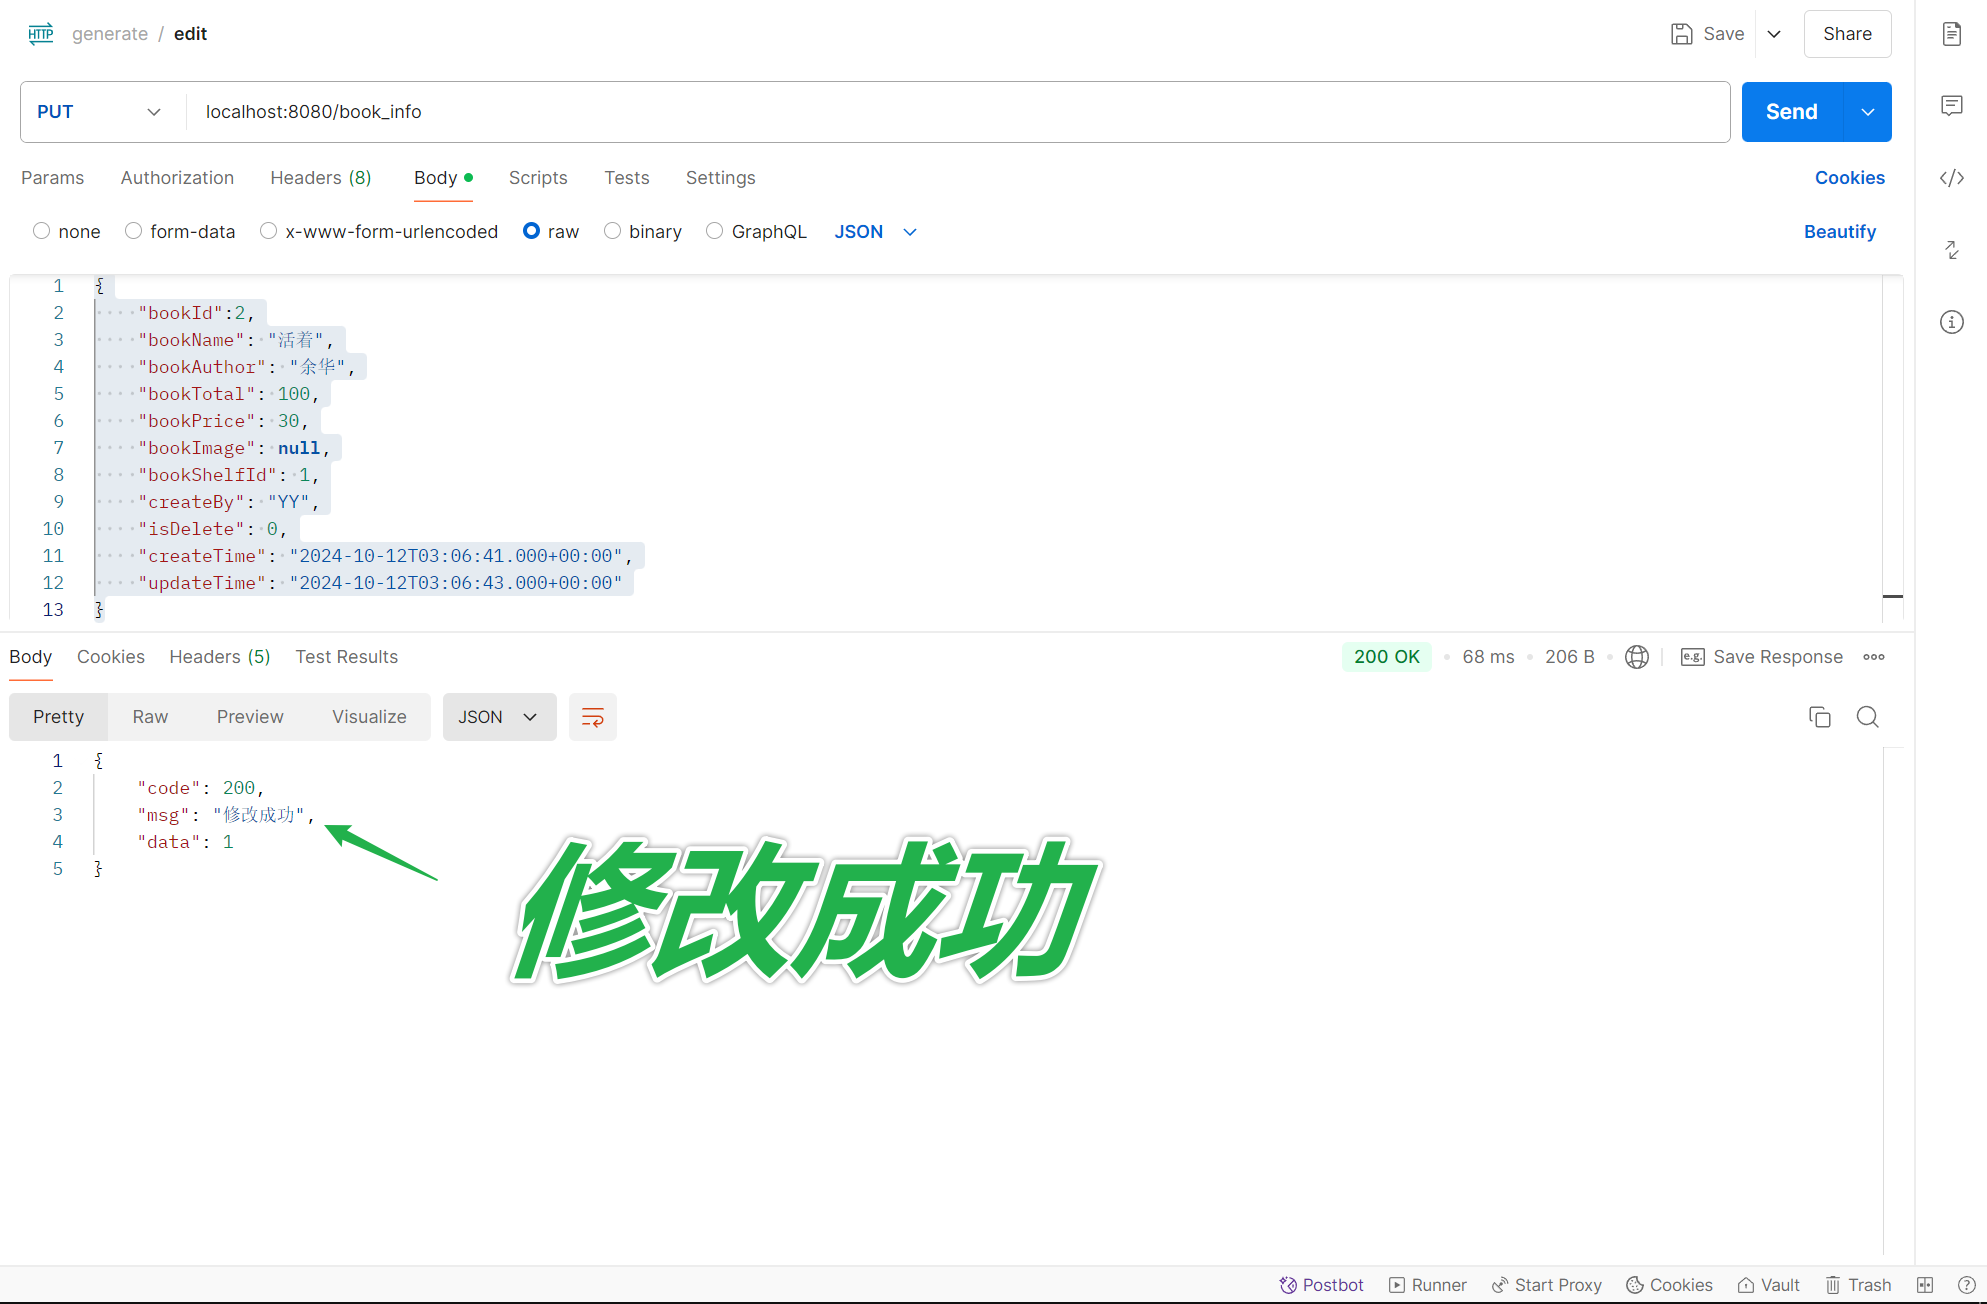 HTTP generate / edit Save Share
PUT localhost:8080/book_info Send
Params Authorization Headers (8) Body Scripts Tests Settings Cookies
none form-data x-www-form-urlencoded raw binary GraphQL JSON Beautify
1 {
2 "bookId":2,
3 "bookName": "活着",
4 "bookAuthor": "余华",
5 "bookTotal": 100,
6 "bookPrice": 30,
7 "bookImage": null,
8 "bookShelfId": 1,
9 "createBy": "YY",
10 "isDelete": 0,
11 "createTime": "2024-10-12T03:06:41.000+00:00",
12 "updateTime": "2024-10-12T03:06:43.000+00:00"
13 }
Body Cookies Headers (5) Test Results 200 OK 68 ms 206 B e.g. Save Response
Pretty Raw Preview Visualize JSON
1 {
2 "code": 200,
3 "msg": "修改成功",
4 "data": 1
5 }
修改成功
Postbot Runner Start Proxy Cookies Vault Trash